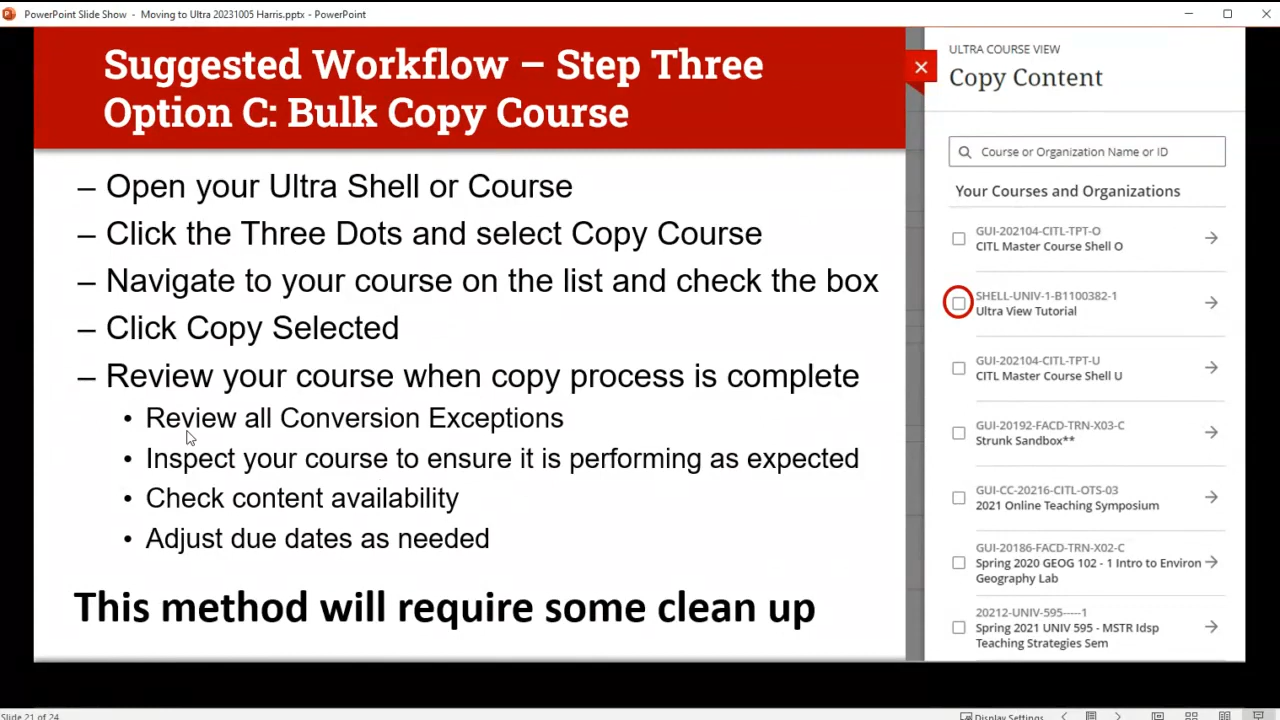 PowerPoint Slide Show - Moving to Ultra 20231005 Harris.pptx - PowerPoint
Suggested Workflow – Step Three
Option C: Bulk Copy Course
– Open your Ultra Shell or Course
– Click the Three Dots and select Copy Course
– Navigate to your course on the list and check the box
– Click Copy Selected
– Review your course when copy process is complete
• Review all Conversion Exceptions
• Inspect your course to ensure it is performing as expected
• Check content availability
• Adjust due dates as needed
This method will require some clean up
ULTRA COURSE VIEW
Copy Content
Course or Organization Name or ID
Your Courses and Organizations
GUI-202104-CITL-TPT-O
CITL Master Course Shell O
SHELL-UNIV-1-B1100382-1
Ultra View Tutorial
GUI-202104-CITL-TPT-U
CITL Master Course Shell U
GUI-20192-FACD-TRN-X03-C
Strunk Sandbox**
GUI-CC-20216-CITL-OTS-03
2021 Online Teaching Symposium
GUI-20186-FACD-TRN-X02-C
Spring 2020 GEOG 102 - 1 Intro to Environ
Geography Lab
20212-UNIV-595-----1
Spring 2021 UNIV 595 - MSTR Idsp
Teaching Strategies Sem
Slide 21 of 24
Display Settings